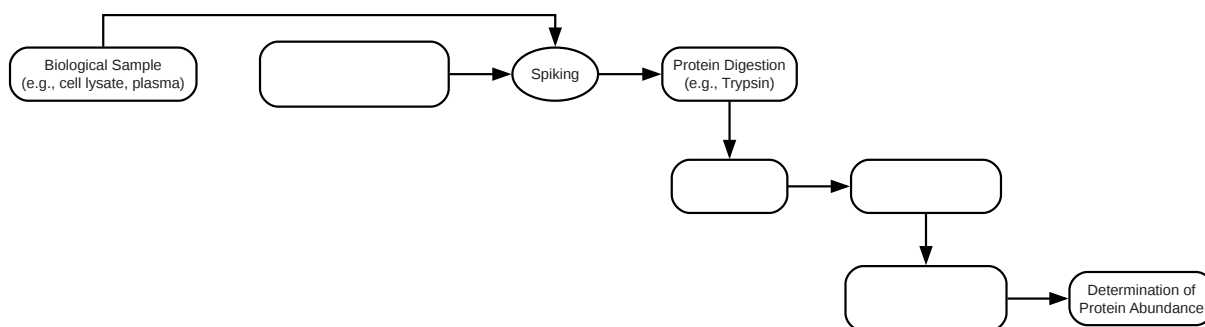 Biological Sample
(e.g., cell lysate, plasma)
Spiking
Protein Digestion
(e.g., Trypsin)
Determination of
Protein Abundance